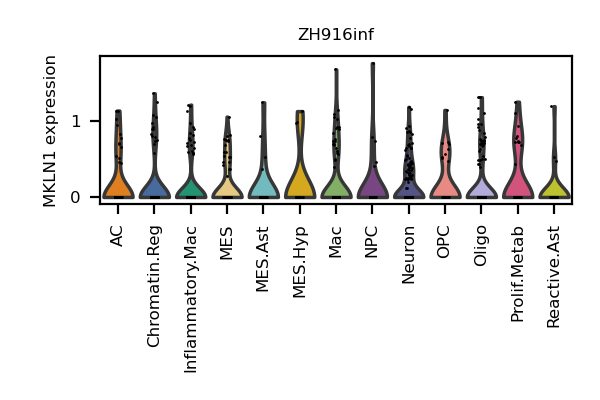 ZH916inf
MKLN1 expression
1
0
AC
Chromatin.Reg
Inflammatory.Mac
MES
MES.Ast
MES.Hyp
Mac
NPC
Neuron
OPC
Oligo
Prolif.Metab
Reactive.Ast